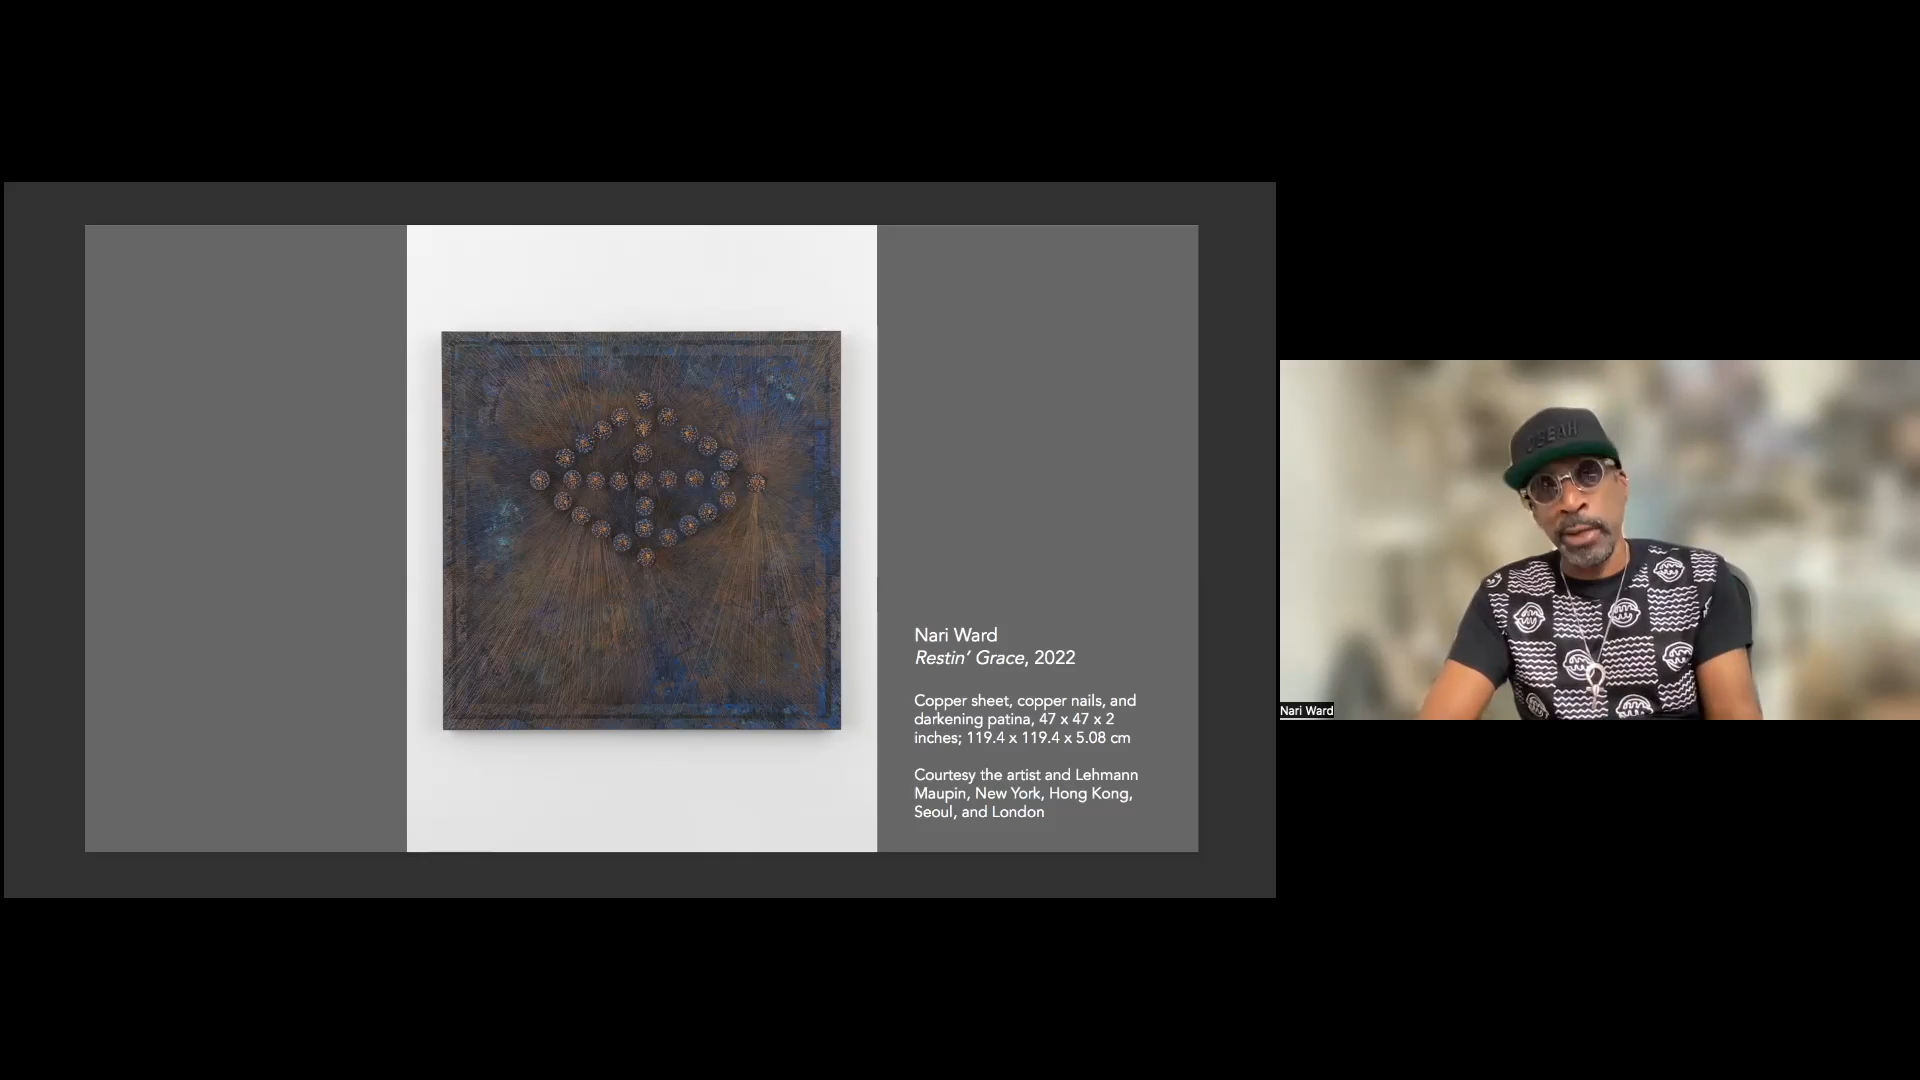 Nari Ward
Restin’ Grace, 2022
Copper sheet, copper nails, and
darkening patina, 47 x 47 x 2
inches; 119.4 x 119.4 x 5.08 cm
Courtesy the artist and Lehmann
Maupin, New York, Hong Kong,
Seoul, and London
Nari Ward